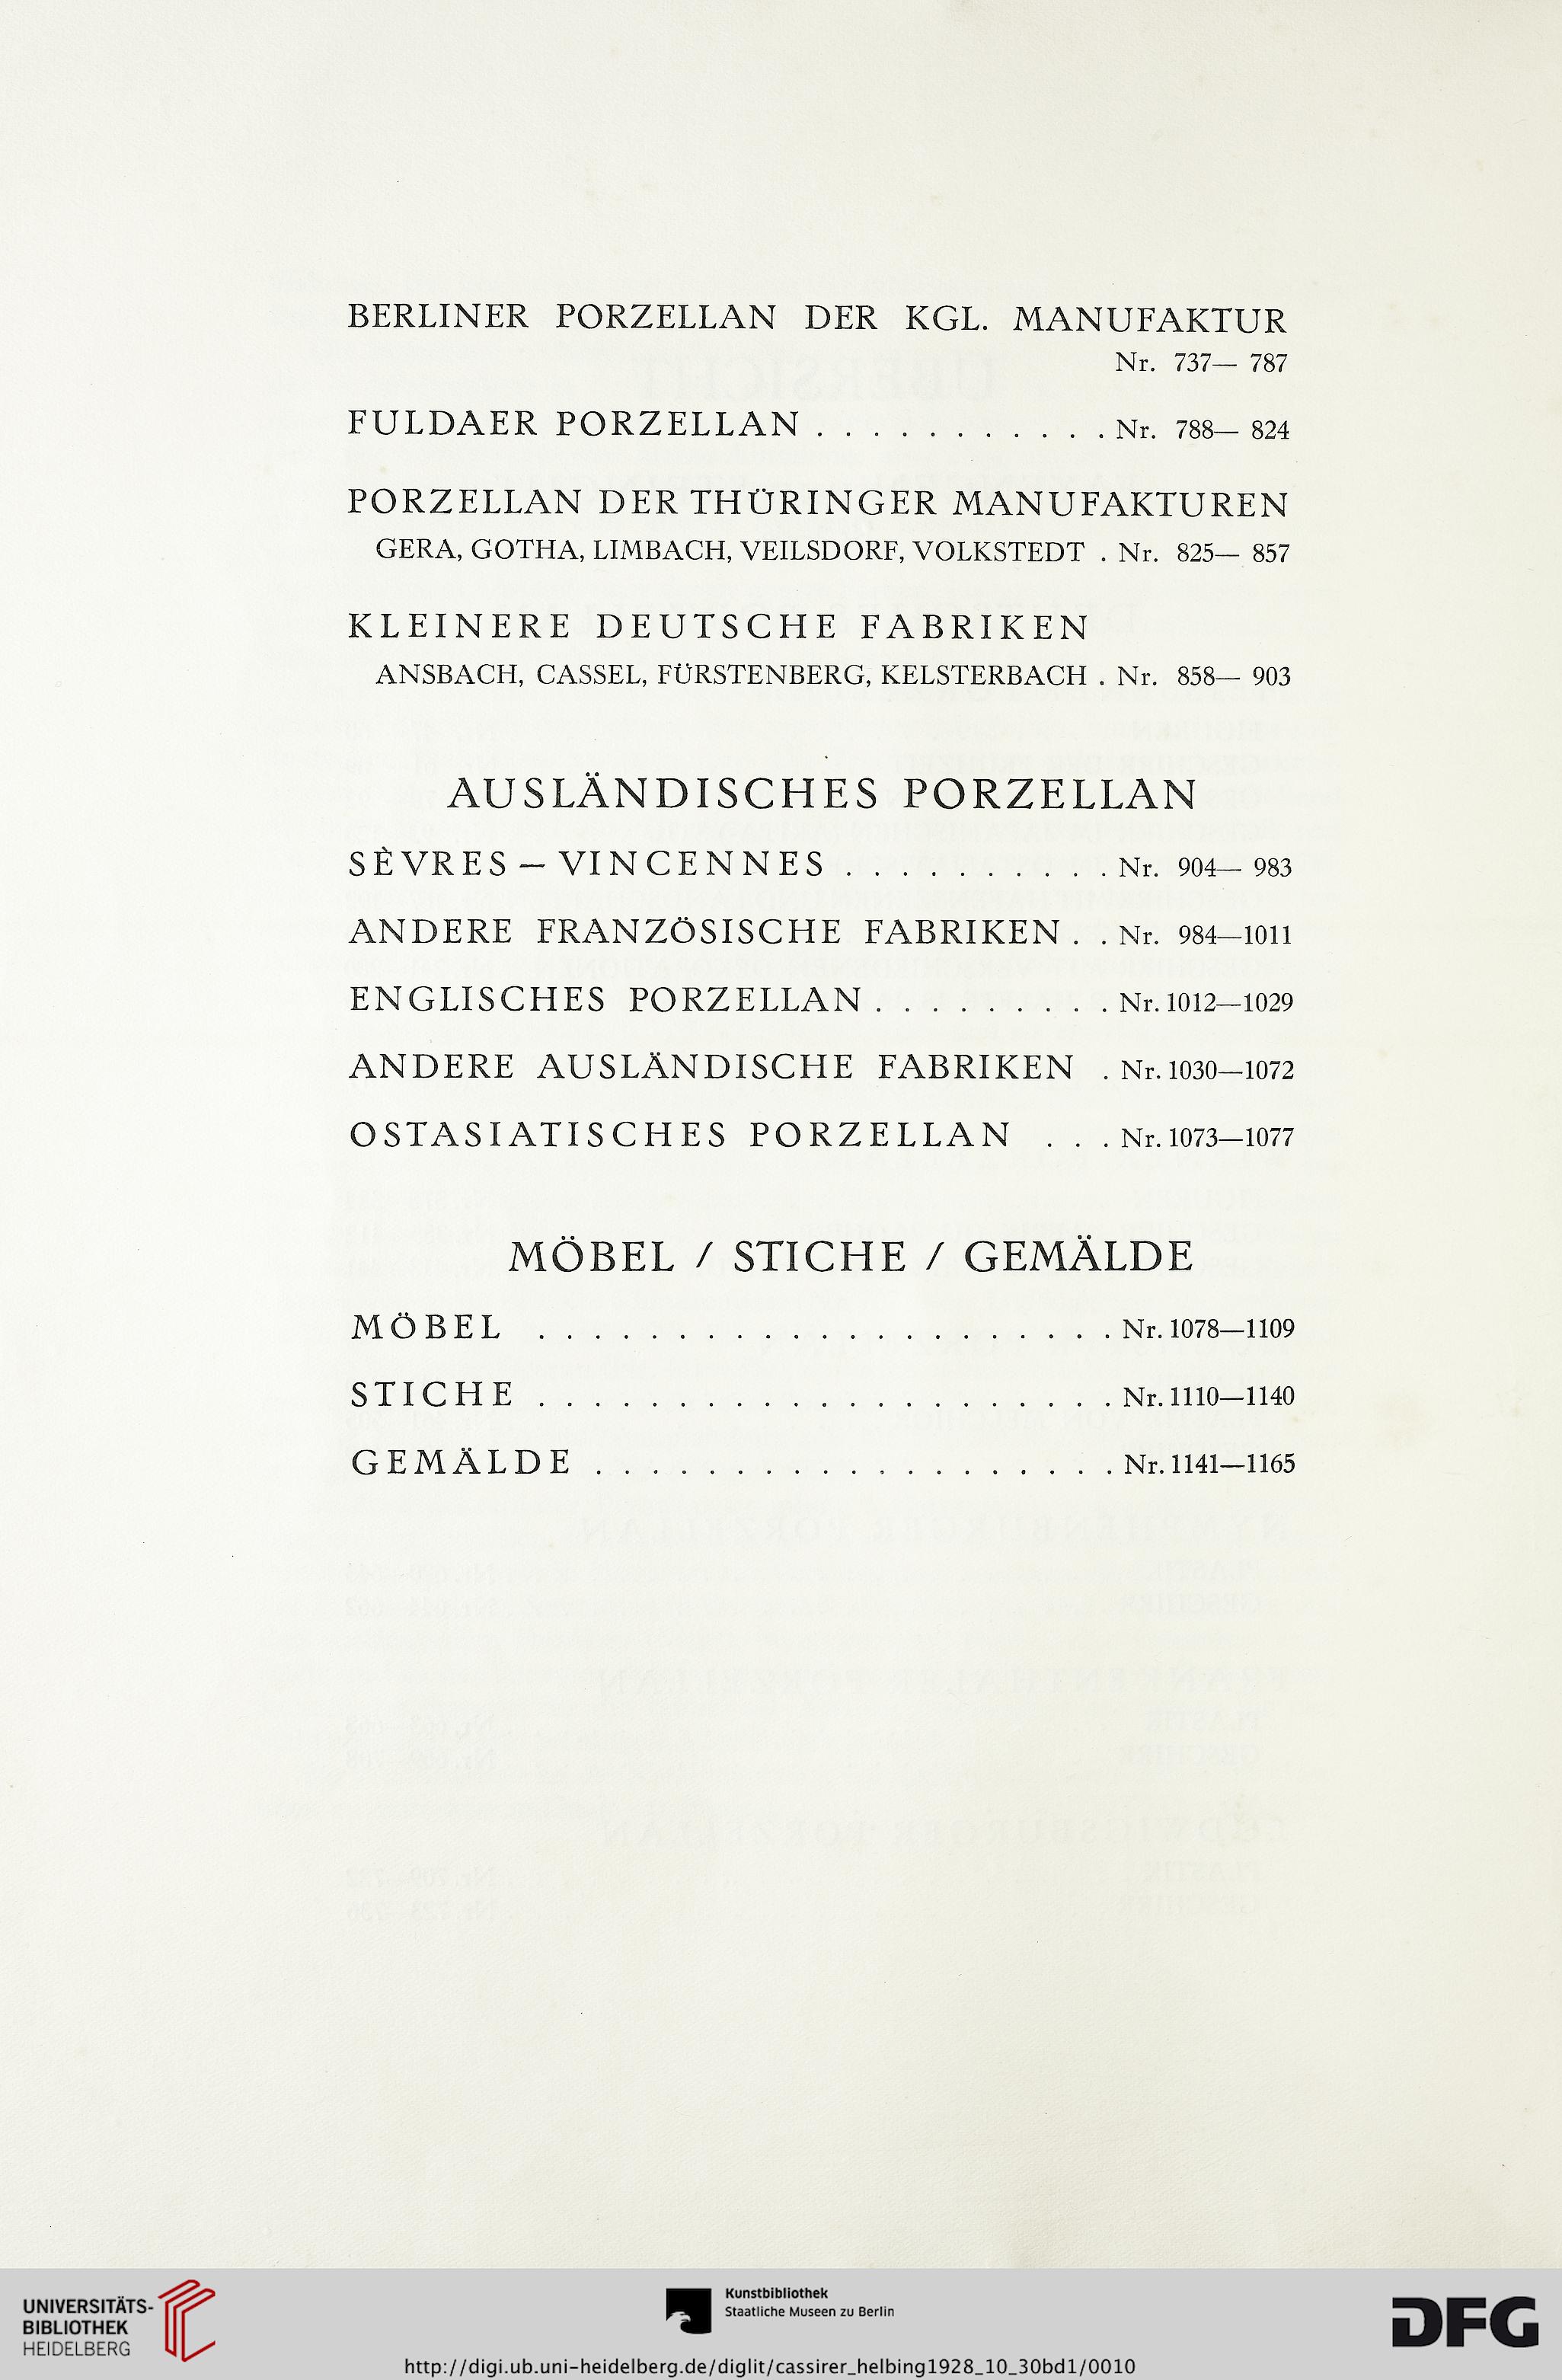 BERLINER PORZELLAN DER KGL. MANUFAKTUR
Nr. 737— 787
FULDAER PORZELLAN . . . . . . . . . . . Nr. 788— 824
PORZELLAN DER THÜRINGER MANUFAKTUREN
GERA, GOTHA, LIMBACH, VEILSDORF, VOLKSTEDT . Nr. 825— 857
KLEINERE DEUTSCHE FABRIKEN
ANSBACH, CASSEL, FÜRSTENBERG, KELSTERBACH . Nr. 858— 903
AUSLÄNDISCHES PORZELLAN
SÈVRES – VINCENNES . . . . . . . . . . Nr. 904— 983
ANDERE FRANZÖSISCHE FABRIKEN . . Nr. 984—1011
ENGLISCHES PORZELLAN . . . . . . . . . Nr. 1012—1029
ANDERE AUSLÄNDISCHE FABRIKEN . Nr. 1030—1072
OSTASIATISCHES PORZELLAN . . . Nr. 1073—1077
MÖBEL / STICHE / GEMÄLDE
MÖBEL . . . . . . . . . . . . . . . . . . . . . Nr. 1078—1109
STICHE . . . . . . . . . . . . . . . . . . . . . Nr. 1110—1140
GEMÄLDE . . . . . . . . . . . . . . . . . . . Nr. 1141—1165
UNIVERSITÄTS-
BIBLIOTHEK
HEIDELBERG
Kunstbibliothek
Staatliche Museen zu Berlin
DFG
http://digi.ub.uni-heidelberg.de/diglit/cassirer_helbing1928_10_30bd1/0010